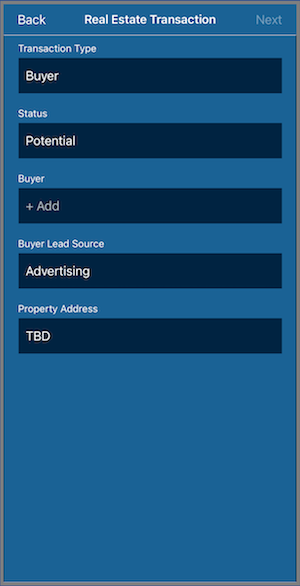 Back Real Estate Transaction Next
Transaction Type
Buyer
Status
Potential
Buyer
+ Add
Buyer Lead Source
Advertising
Property Address
TBD